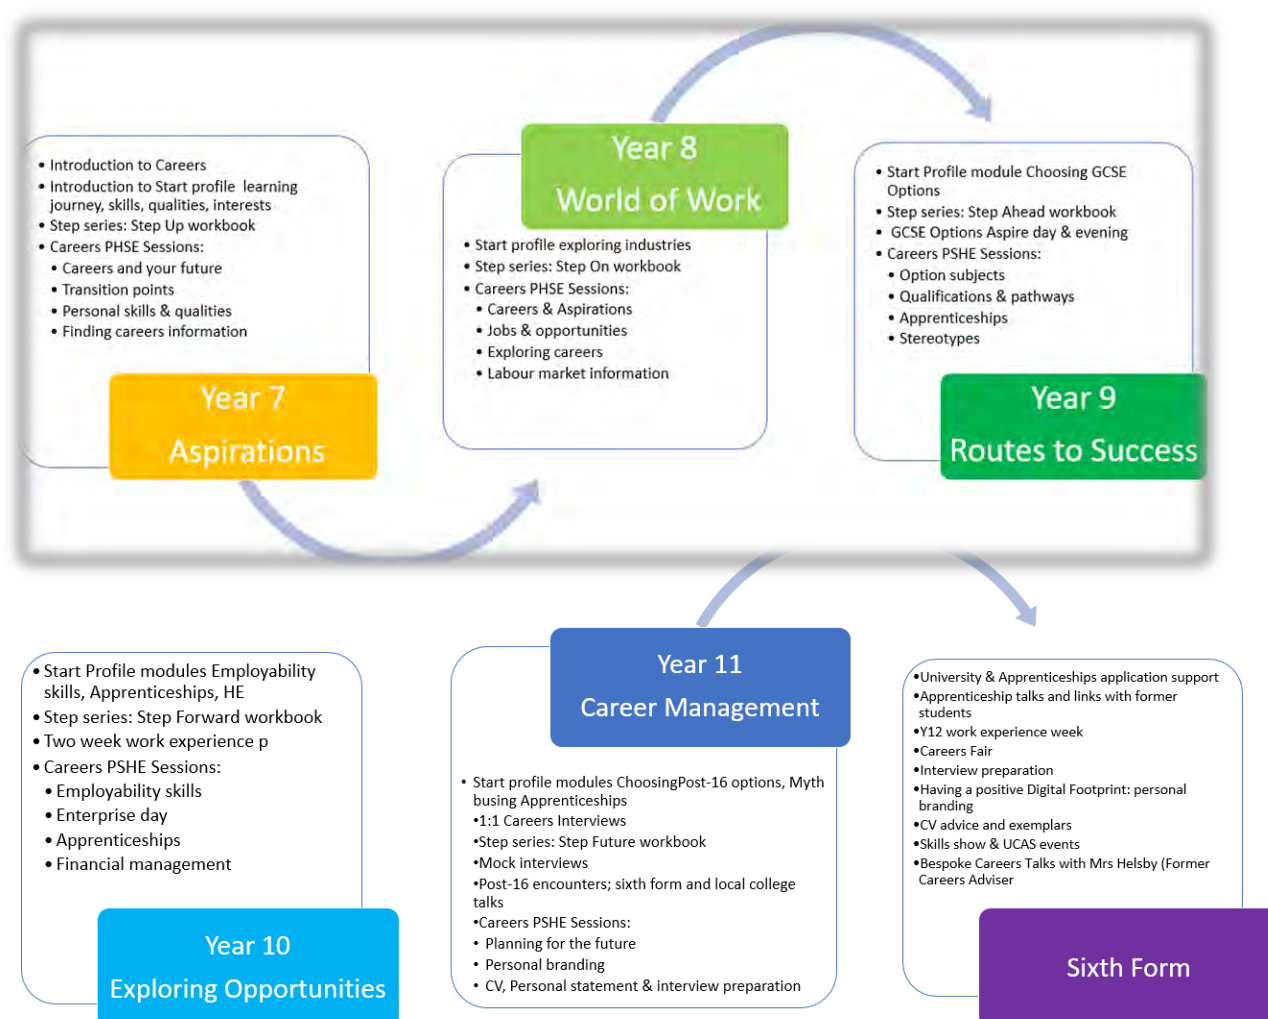 • Introduction to Careers
• Introduction to Start profile learning
journey, skills, qualities, interests
• Step series: Step Up workbook
• Careers PHSE Sessions:
• Careers and your future
• Transition points
• Personal skills & qualities
• Finding careers information
Year 7
Aspirations
Year 8
World of Work
• Start profile exploring industries
• Step series: Step On workbook
• Careers PHSE Sessions:
• Careers & Aspirations
• Jobs & opportunities
• Exploring careers
• Labour market information
• Start Profile module Choosing GCSE
Options
• Step series: Step Ahead workbook
• GCSE Options Aspire day & evening
• Careers PSHE Sessions:
• Option subjects
• Qualifications & pathways
• Apprenticeships
• Stereotypes
Year 9
Routes to Success
• Start Profile modules Employability
skills, Apprenticeships, HE
• Step series: Step Forward workbook
• Two week work experience p
• Careers PSHE Sessions:
• Employability skills
• Enterprise day
• Apprenticeships
• Financial management
Year 10
Exploring Opportunities
Year 11
Career Management
• Start profile modules ChoosingPost-16 options, Myth
busing Apprenticeships
•1:1 Careers Interviews
•Step series: Step Future workbook
•Mock interviews
•Post-16 encounters; sixth form and local college
talks
•Careers PSHE Sessions:
• Planning for the future
• Personal branding
• CV, Personal statement & interview preparation
•University & Apprenticeships application support
•Apprenticeship talks and links with former
students
•Y12 work experience week
•Careers Fair
•Interview preparation
•Having a positive Digital Footprint: personal
branding
•CV advice and exemplars
•Skills show & UCAS events
•Bespoke Careers Talks with Mrs Helsby (Former
Careers Adviser
Sixth Form